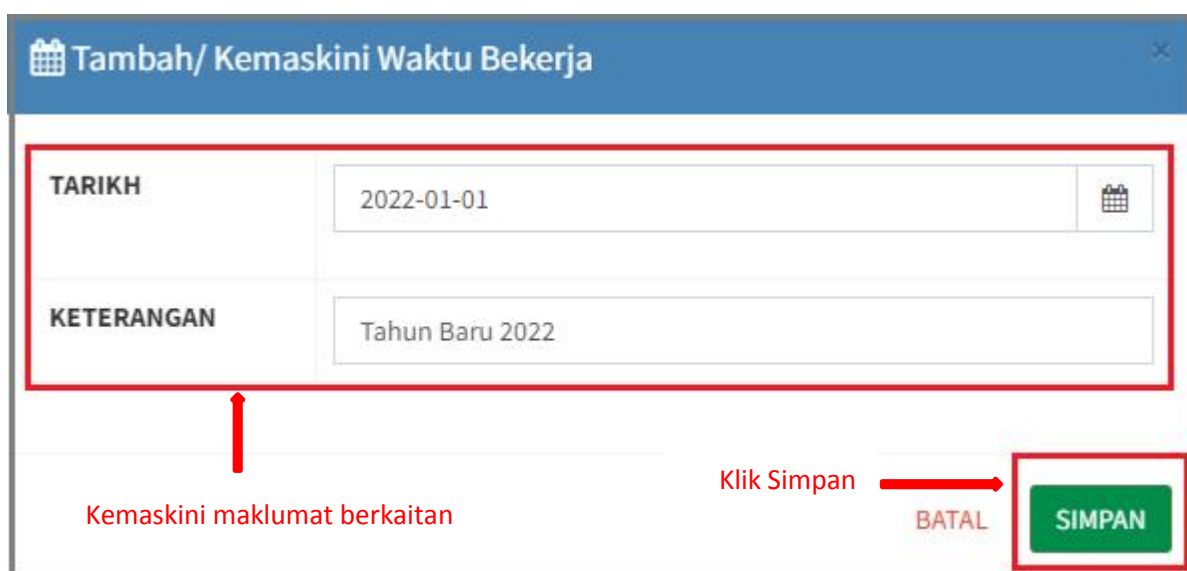 Tambah/ Kemaskini Waktu Bekerja
×
TARIKH
2022-01-01
KETERANGAN
Tahun Baru 2022
Klik Simpan
Kemaskini maklumat berkaitan
BATAL
SIMPAN